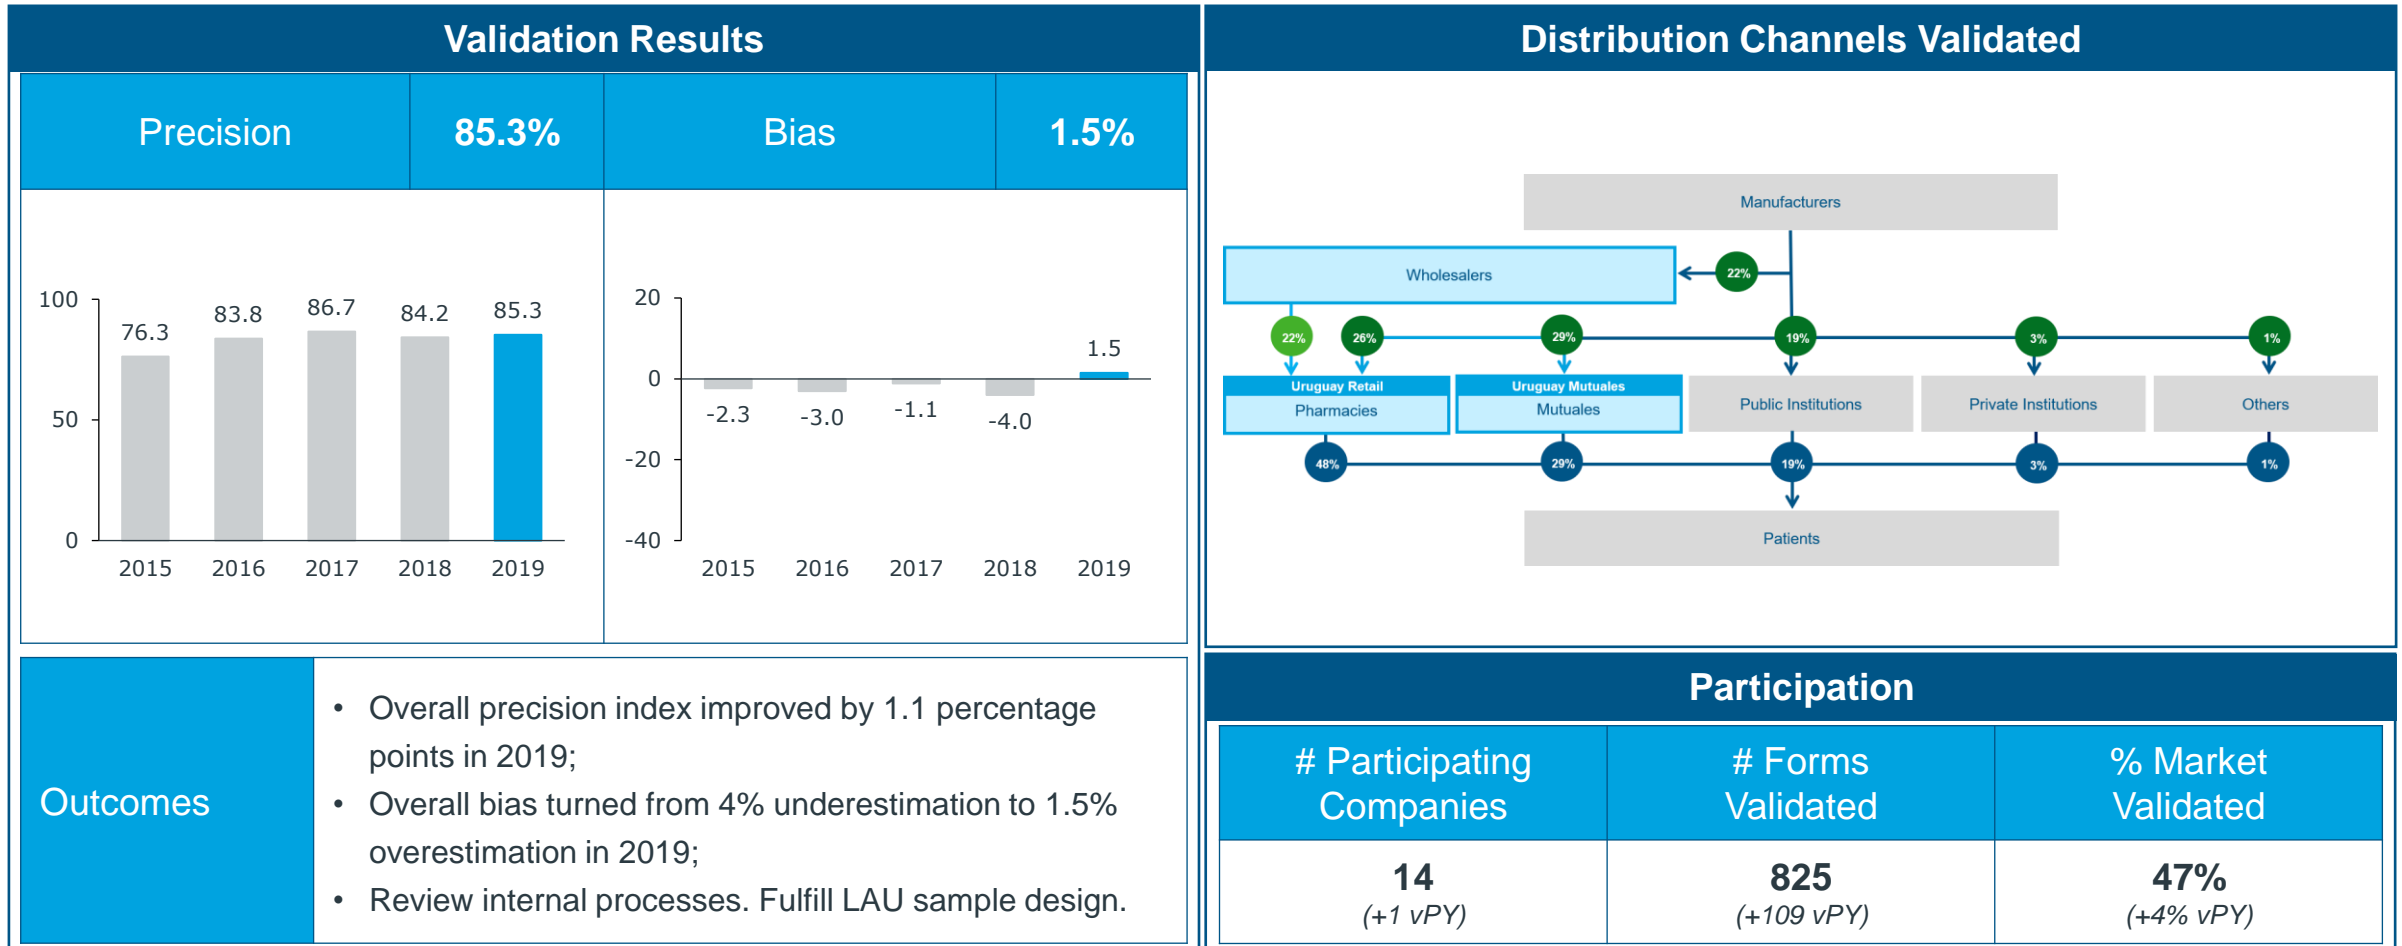 Validation Results
Precision
85.3%
Bias
1.5%
100
50
0
76.3
83.8
86.7
84.2
85.3
2015
2016
2017
2018
2019
20
0
-20
-40
-2.3
-3.0
-1.1
-4.0
1.5
2015
2016
2017
2018
2019
Outcomes
• Overall precision index improved by 1.1 percentage
points in 2019;
• Overall bias turned from 4% underestimation to 1.5%
overestimation in 2019;
• Review internal processes. Fulfill LAU sample design.
Distribution Channels Validated
Manufacturers
Wholesalers
22%
22%
26%
29%
19%
3%
1%
Uruguay Retail
Pharmacies
Uruguay Mutuales
Mutuales
Public Institutions
Private Institutions
Others
48%
29%
19%
3%
1%
Patients
Participation
# Participating
Companies
# Forms
Validated
% Market
Validated
14
(+1 vPY)
825
(+109 vPY)
47%
(+4% vPY)